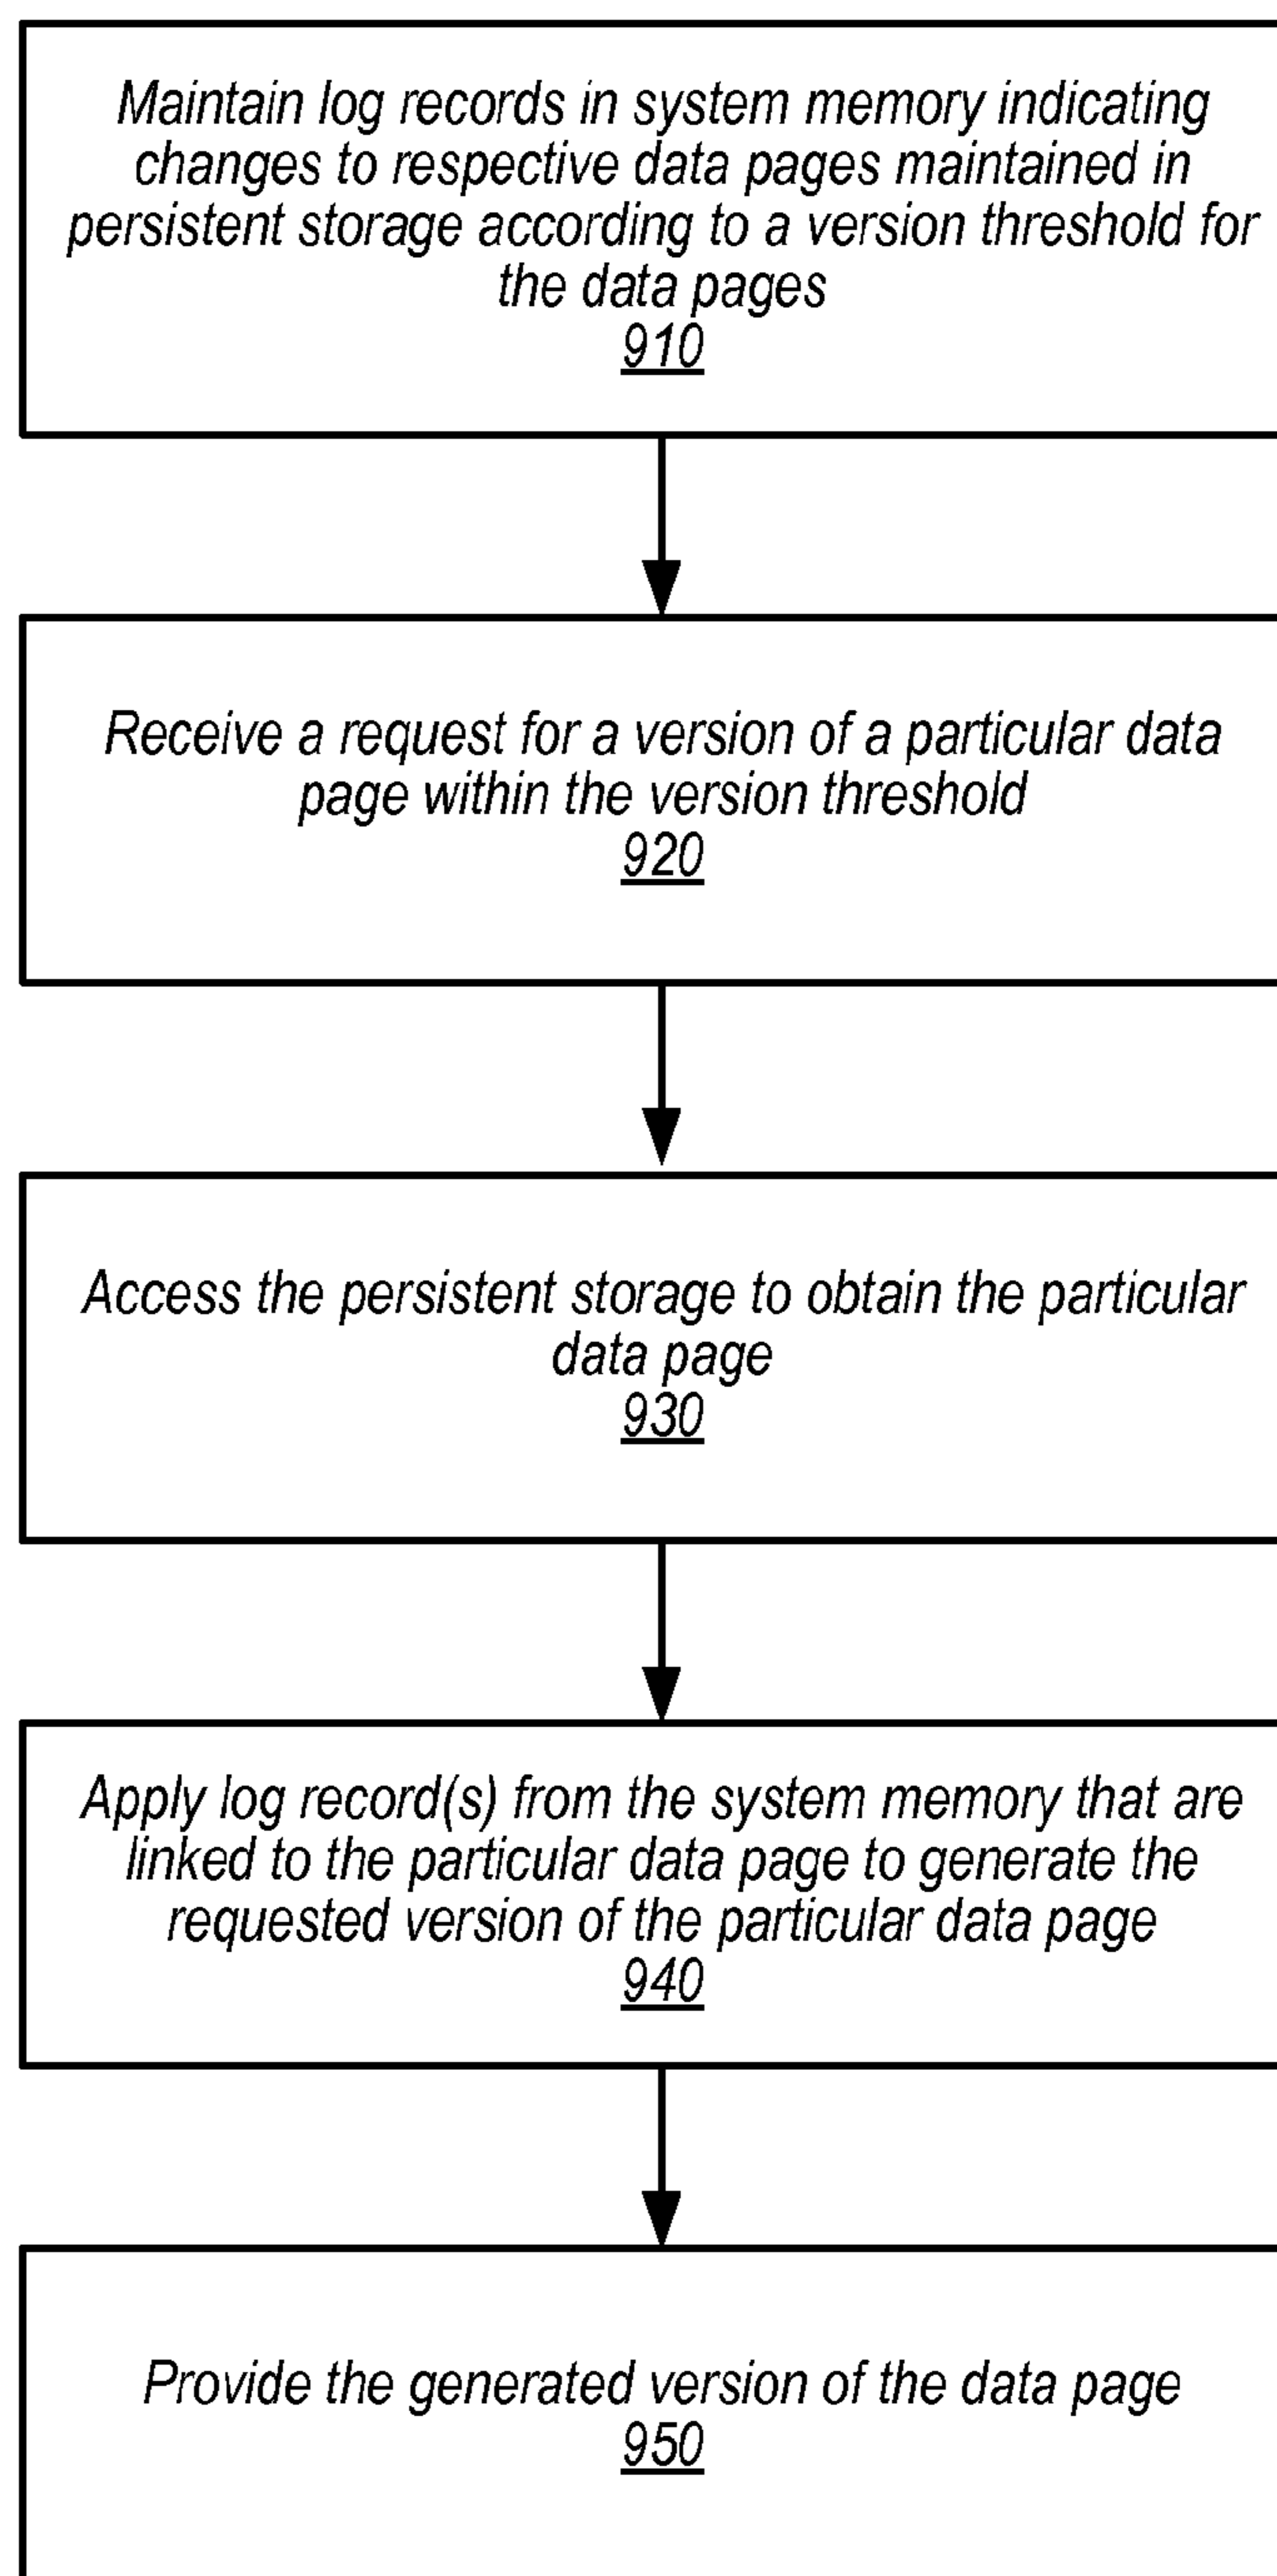 Maintain log records in system memory indicating
changes to respective data pages maintained in
persistent storage according to a version threshold for
the data pages
910
Receive a request for a version of a particular data
page within the version threshold
920
Access the persistent storage to obtain the particular
data page
930
Apply log record(s) from the system memory that are
linked to the particular data page to generate the
requested version of the particular data page
940
Provide the generated version of the data page
950